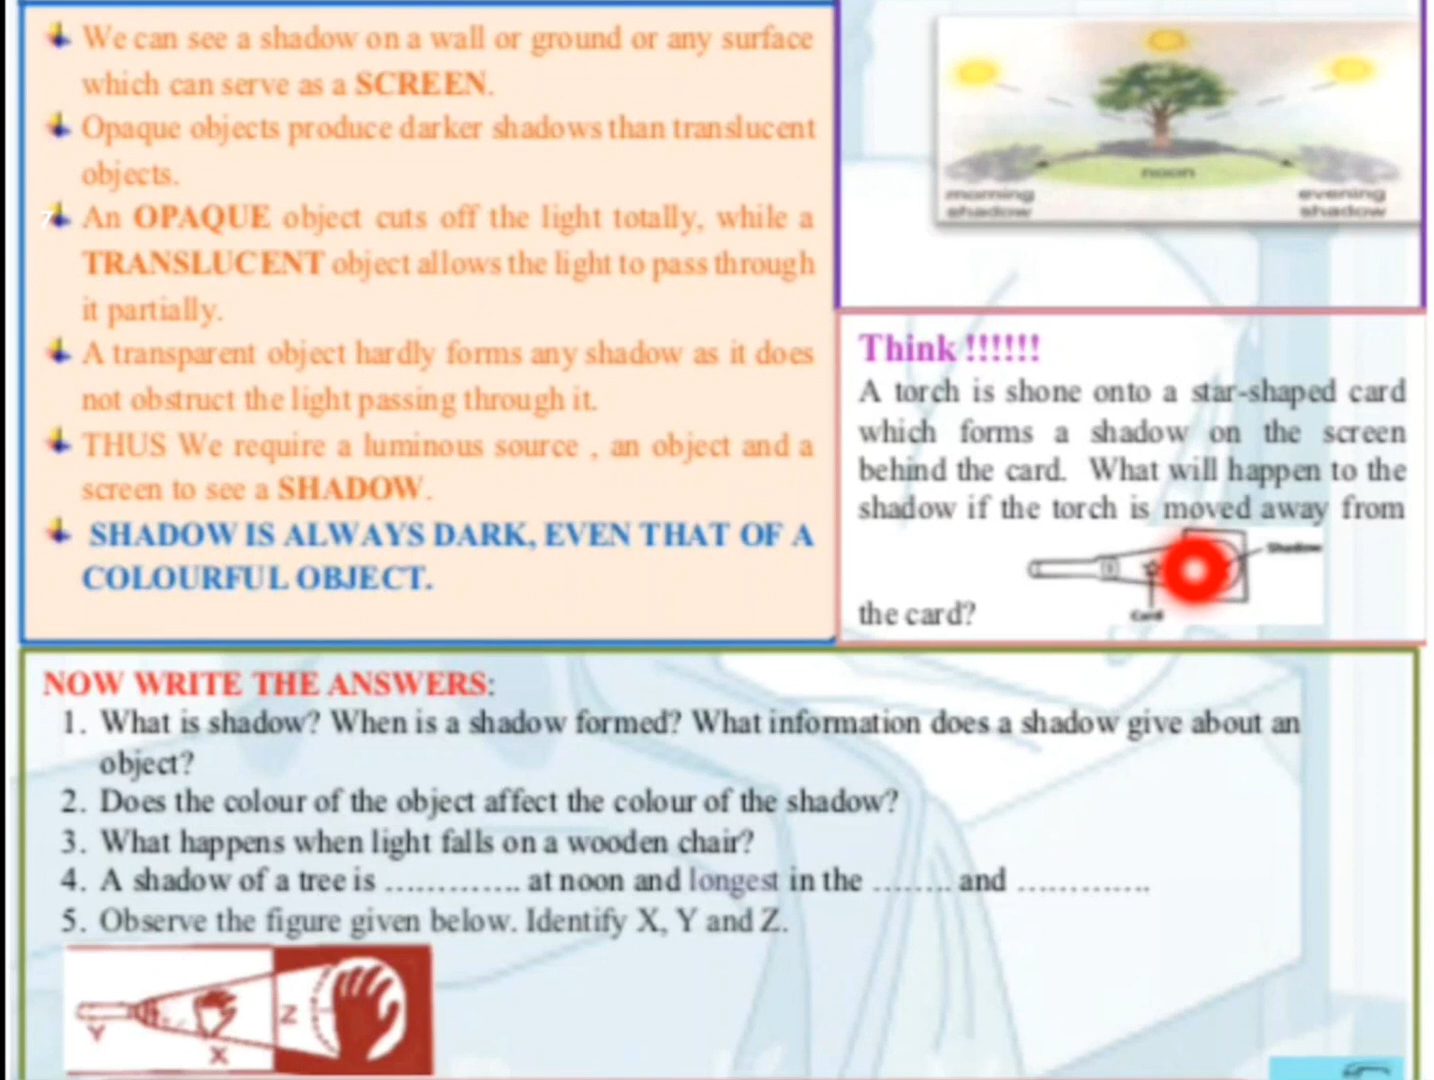 We can see a shadow on a wall or ground or any surface
which can serve as a SCREEN.
Opaque objects produce darker shadows than translucent
objects.
An OPAQUE object cuts off the light totally, while a
TRANSLUCENT object allows the light to pass through
it partially.
A transparent object hardly forms any shadow as it does
not obstruct the light passing through it.
THUS We require a luminous source , an object and a
screen to see a SHADOW.
SHADOW IS ALWAYS DARK, EVEN THAT OF A
COLOURFUL OBJECT.
noon
morning
shadow
evening
shadow
Think !!!!!!
A torch is shone onto a star-shaped card
which forms a shadow on the screen
behind the card. What will happen to the
shadow if the torch is moved away from
Shadow
Card
the card?
NOW WRITE THE ANSWERS:
1. What is shadow? When is a shadow formed? What information does a shadow give about an
object?
2. Does the colour of the object affect the colour of the shadow?
3. What happens when light falls on a wooden chair?
4. A shadow of a tree is ............. at noon and longest in the ........ and .............
5. Observe the figure given below. Identify X, Y and Z.
Y
X
Z